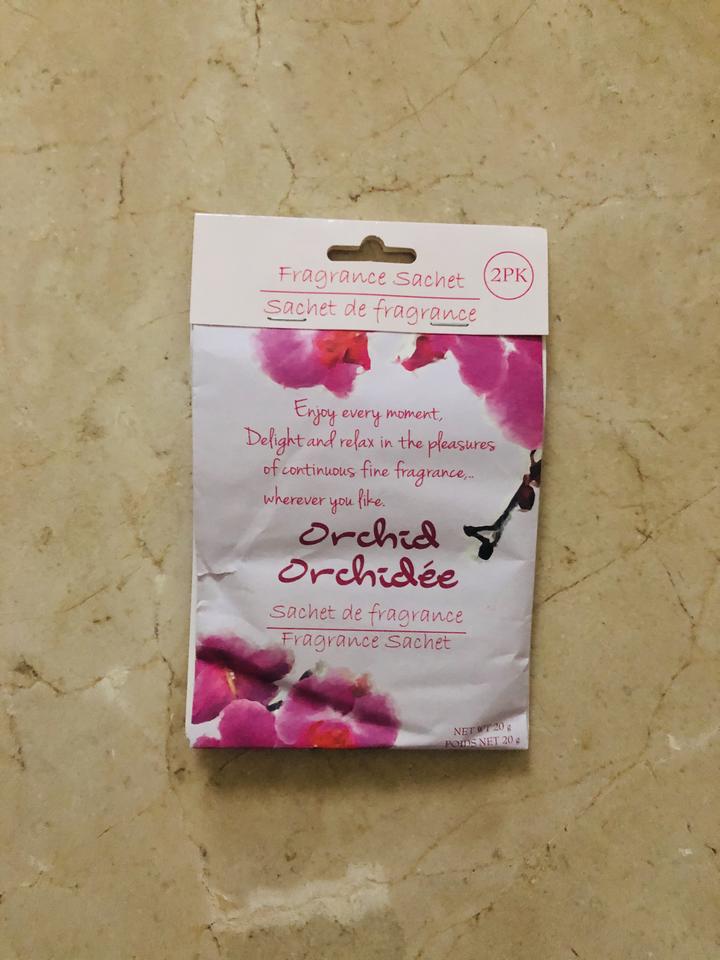 Fragrance Sachet
2PK
Sachet de fragrance
Enjoy every moment,
Delight and relax in the pleasures
of continuous fine fragrance,..
wherever you like.
Orchid
Orchidée
Sachet de fragrance
Fragrance Sachet
NET WT 20 g
POIDS NET 20 g